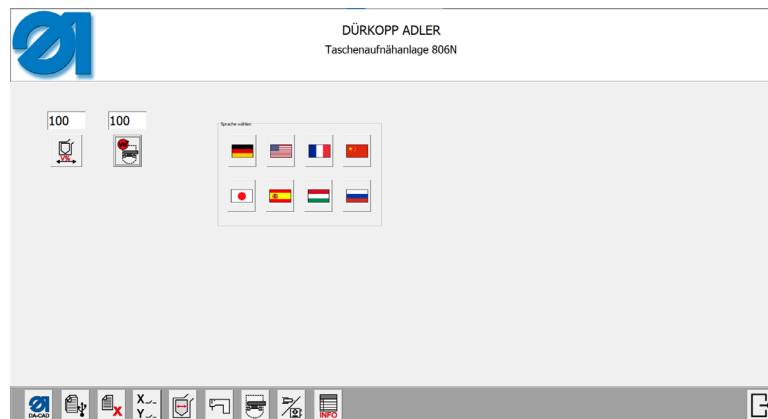 DÜRKOPP ADLER
Taschenaufnähanlage 806N
100 100
Sprache wählen
V%
V%
DA-CAD
X
X
Y
INFO